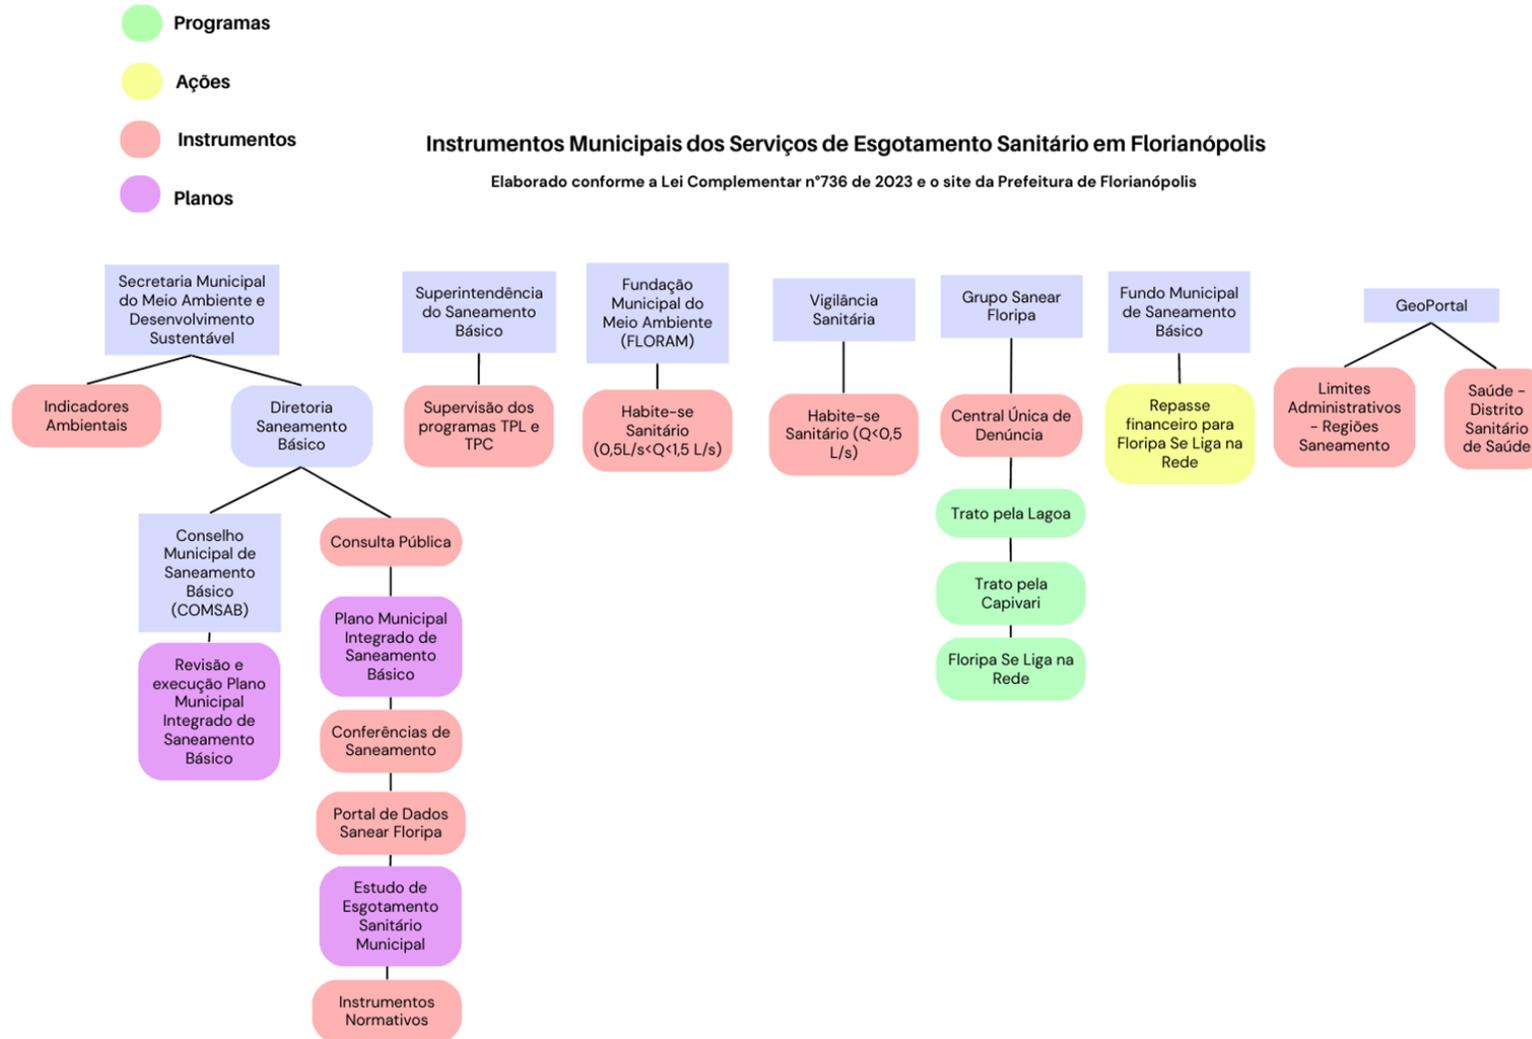 Programas
Ações
Instrumentos
Planos
Instrumentos Municipais dos Serviços de Esgotamento Sanitário em Florianópolis
Elaborado conforme a Lei Complementar n°736 de 2023 e o site da Prefeitura de Florianópolis
Secretaria Municipal
do Meio Ambiente e
Desenvolvimento
Sustentável
Indicadores
Ambientais
Diretoria
Saneamento
Básico
Conselho
Municipal de
Saneamento
Básico
(COMSAB)
Revisão e
execução Plano
Municipal
Integrado de
Saneamento
Básico
Consulta Pública
Plano Municipal
Integrado de
Saneamento
Básico
Conferências de
Saneamento
Portal de Dados
Sanear Floripa
Estudo de
Esgotamento
Sanitário
Municipal
Instrumentos
Normativos
Superintendência
do Saneamento
Básico
Supervisão dos
programas TPL e
TPC
Fundação
Municipal do
Meio Ambiente
(FLORAM)
Habite-se
Sanitário
(0,5L/s<Q<1,5 L/s)
Vigilância
Sanitária
Habite-se
Sanitário (Q<0,5
L/s)
Grupo Sanear
Floripa
Central Única de
Denúncia
Trato pela Lagoa
Trato pela
Capivari
Floripa Se Liga na
Rede
Fundo Municipal
de Saneamento
Básico
Repasse
financeiro para
Floripa Se Liga na
Rede
GeoPortal
Limites
Administrativos
- Regiões
Saneamento
Saúde -
Distrito
Sanitário
de Saúde